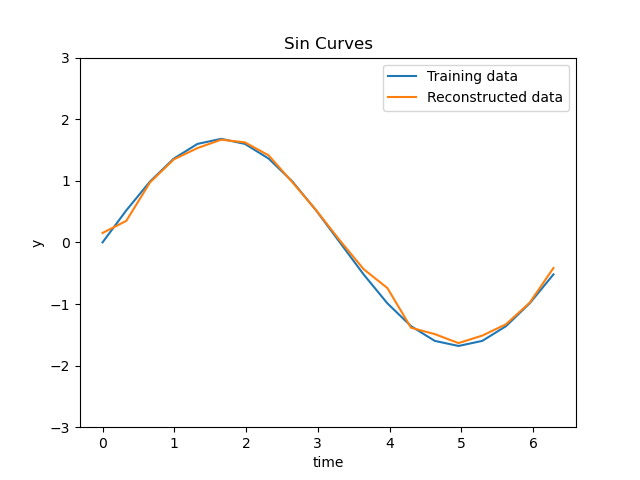 Sin Curves
Training data
Reconstructed data
3
2
1
0
−1
−2
−3
y
0 1 2 3 4 5 6
time